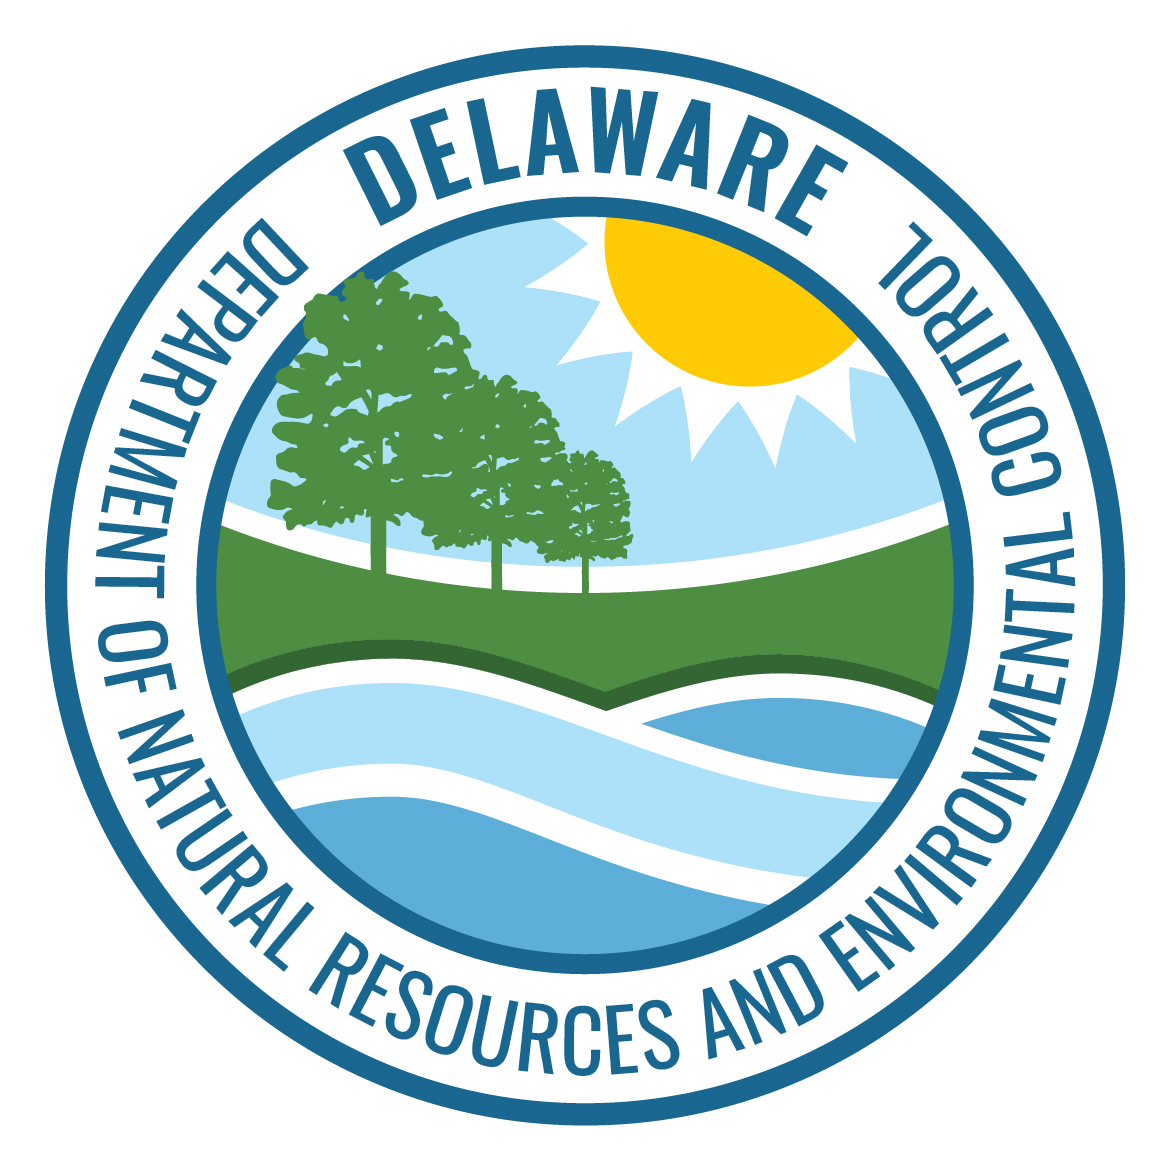 DELAWARE
DEPARTMENT OF NATURAL RESOURCES AND ENVIRONMENTAL CONTROL